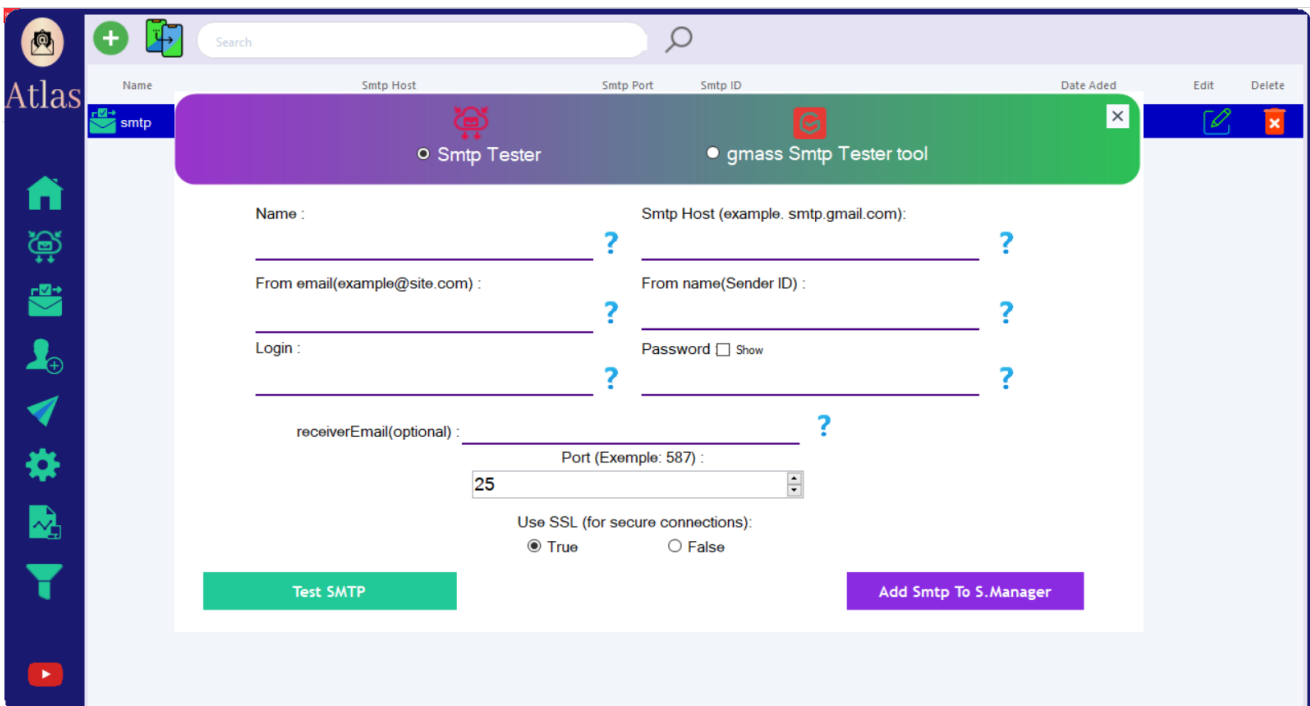 Search
Atlas
Name Smtp Host Smtp Port Smtp ID Date Aded Edit Delete
smtp
Smtp Tester gmass Smtp Tester tool
Name : Smtp Host (example. smtp.gmail.com):
? ?
From email(example@site.com) : From name(Sender ID) :
? ?
Login : Password : Show
? ?
receiverEmail(optional) : ?
Port (Exemple: 587) :
25
Use SSL (for secure connections):
True False
Test SMTP Add Smtp To S.Manager